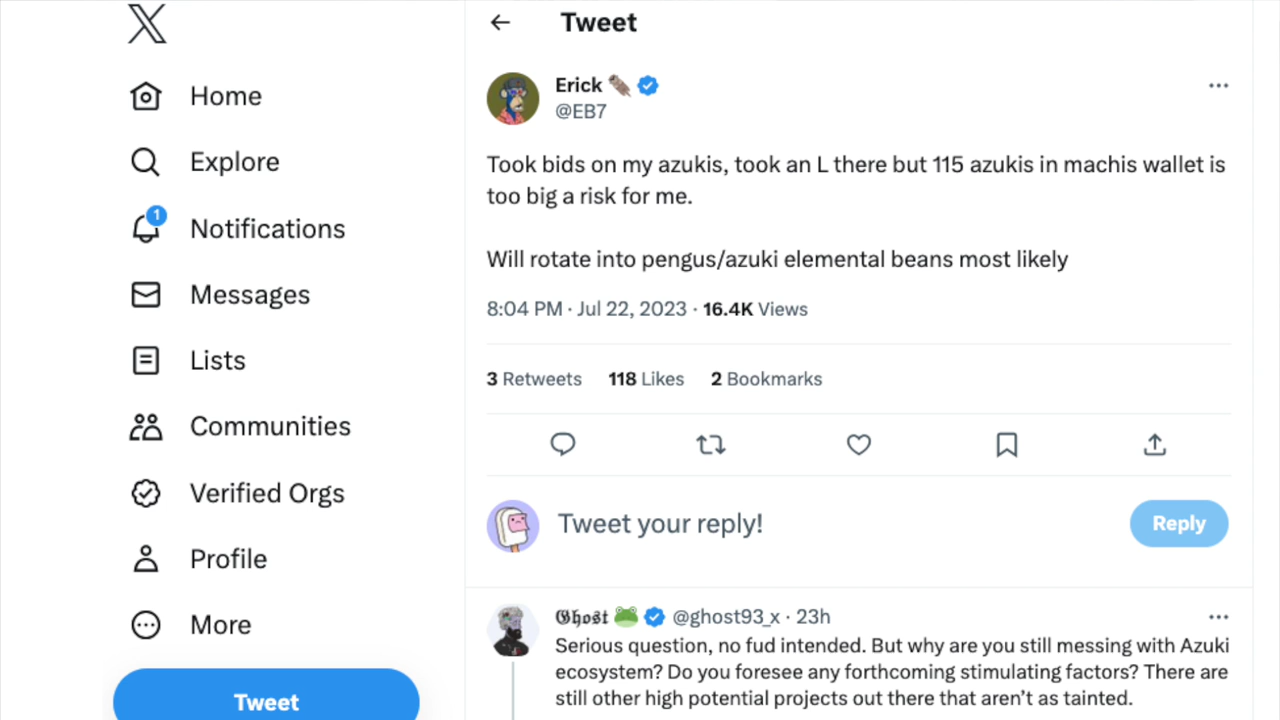 Tweet
Home
Explore
1
Notifications
Messages
Lists
Communities
Verified Orgs
Profile
More
Tweet
Erick
@EB7
Took bids on my azukis, took an L there but 115 azukis in machis wallet is
too big a risk for me.
Will rotate into pengus/azuki elemental beans most likely
8:04 PM · Jul 22, 2023 · 16.4K Views
3 Retweets 118 Likes 2 Bookmarks
Tweet your reply!
Reply
𝕲𝖍𝖔𝖘𝖙 🐸 @ghost93_x · 23h
Serious question, no fud intended. But why are you still messing with Azuki
ecosystem? Do you foresee any forthcoming stimulating factors? There are
still other high potential projects out there that aren’t as tainted.